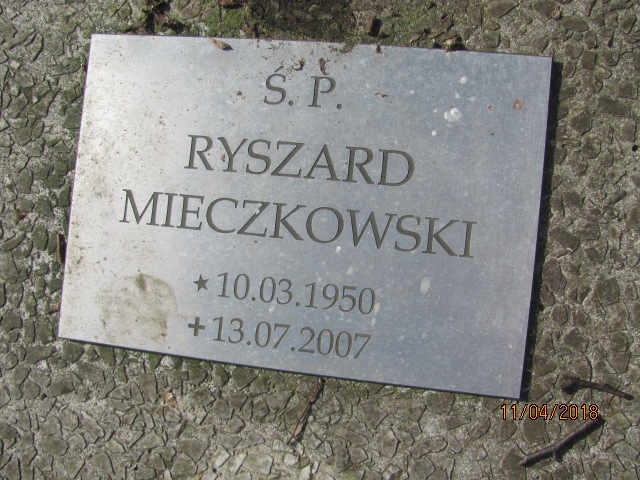 Ś. P.
RYSZARD
MIECZKOWSKI
★ 10.03.1950
✝ 13.07.2007
11/04/2018